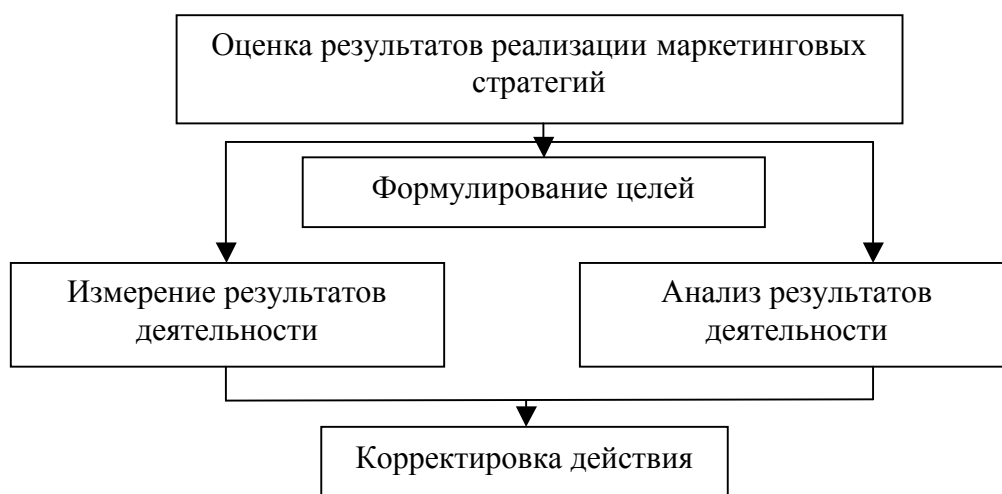 Оценка результатов реализации маркетинговых
стратегий
Формулирование целей
Измерение результатов
деятельности
Анализ результатов
деятельности
Корректировка действия